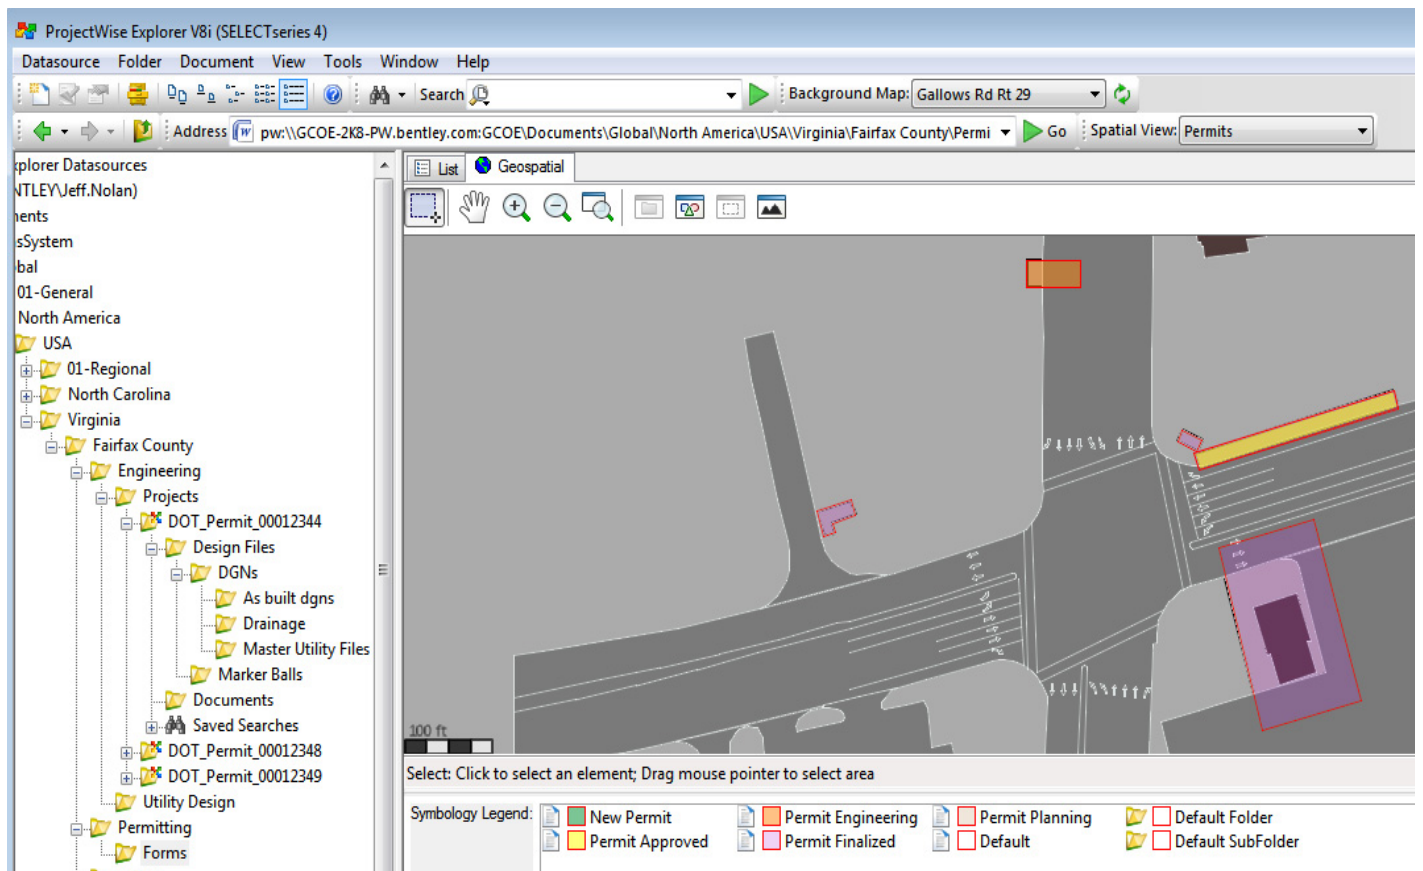 ProjectWise Explorer V8i (SELECTseries 4)
Datasource Folder Document View Tools Window Help
Search Background Map: Gallows Rd Rt 29
Address pw:\\GCOE-2K8-PW.bentley.com:GCOE\Documents\Global\North America\USA\Virginia\Fairfax County\Permi Go Spatial View: Permits
xplorer Datasources
NTLEY\Jeff.Nolan)
nents
sSystem
bal
01-General
North America
USA
01-Regional
North Carolina
Virginia
Fairfax County
Engineering
Projects
DOT_Permit_00012344
Design Files
DGNs
As built dgns
Drainage
Master Utility Files
Marker Balls
Documents
Saved Searches
DOT_Permit_00012348
DOT_Permit_00012349
Utility Design
Permitting
Forms
List Geospatial
100 ft
Select: Click to select an element; Drag mouse pointer to select area
Symbology Legend: New Permit Permit Engineering Permit Planning Default Folder
Permit Approved Permit Finalized Default Default SubFolder